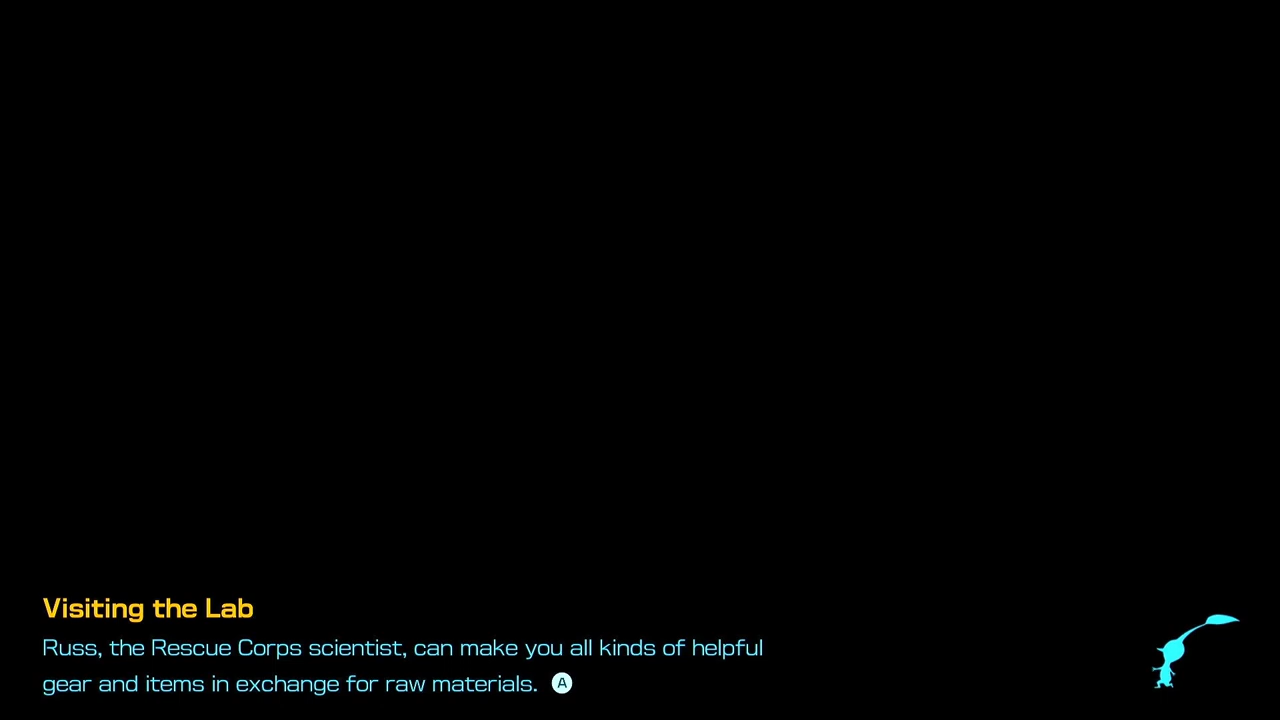 Visiting the Lab
Russ, the Rescue Corps scientist, can make you all kinds of helpful
gear and items in exchange for raw materials. A